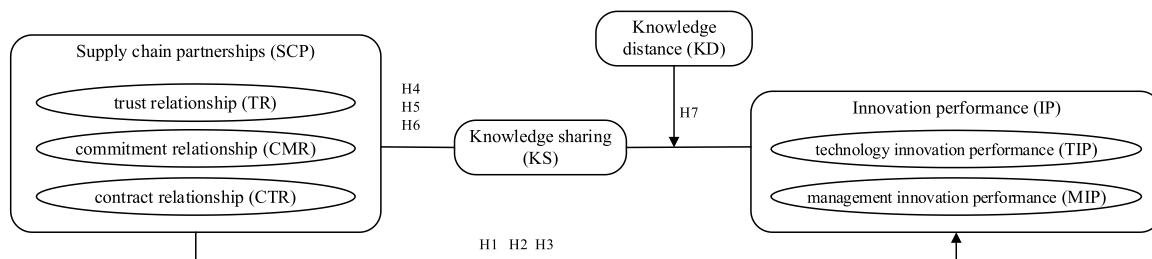 Knowledge
distance (KD)
Supply chain partnerships (SCP)
trust relationship (TR)
commitment relationship (CMR)
contract relationship (CTR)
H4
H5
H6
Knowledge sharing
(KS)
H7
Innovation performance (IP)
technology innovation performance (TIP)
management innovation performance (MIP)
H1 H2 H3